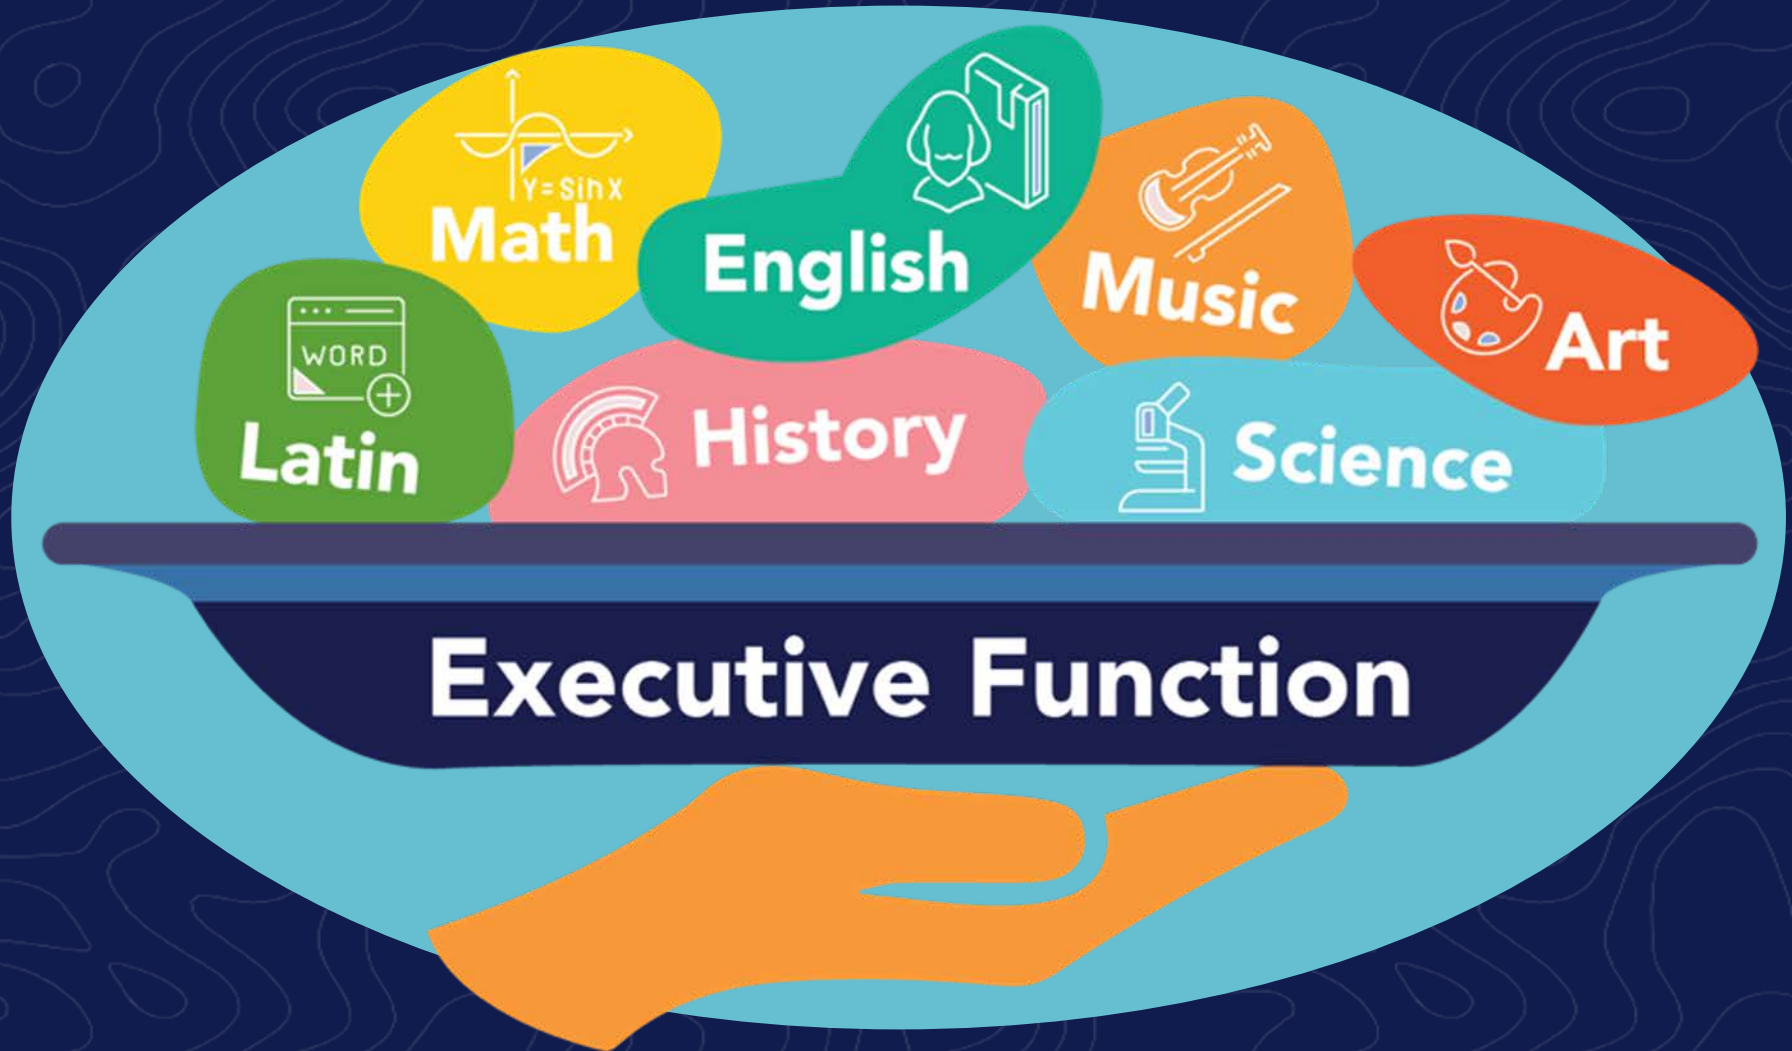 Y=SinX
Math
English
Music
Art
WORD
Latin
History
Science
Executive Function